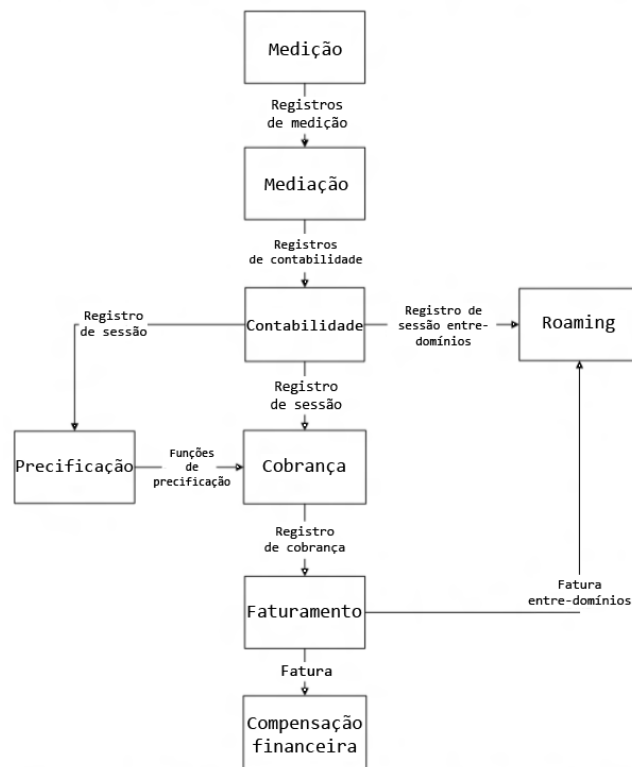 Medição
Registros
de medição
Mediação
Registros
de contabilidade
Registro
de sessão
Contabilidade
Registro de
sessão entre-
domínios
Roaming
Registro
de sessão
Precificação
Funções
de
precificação
Cobrança
Registro
de cobrança
Faturamento
Fatura
entre-domínios
Fatura
Compensação
financeira